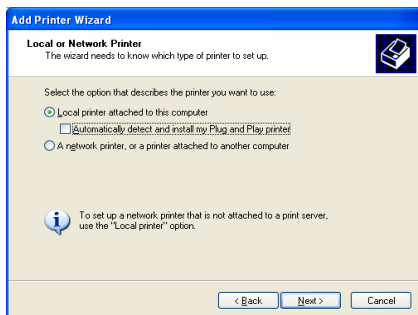 Add Printer Wizard
Local or Network Printer
The wizard needs to know which type of printer to set up.
Select the option that describes the printer you want to use:
Local printer attached to this computer
Automatically detect and install my Plug and Play printer
A network printer, or a printer attached to another computer
To set up a network printer that is not attached to a print server,
use the "Local printer" option.
< Back
Next >
Cancel